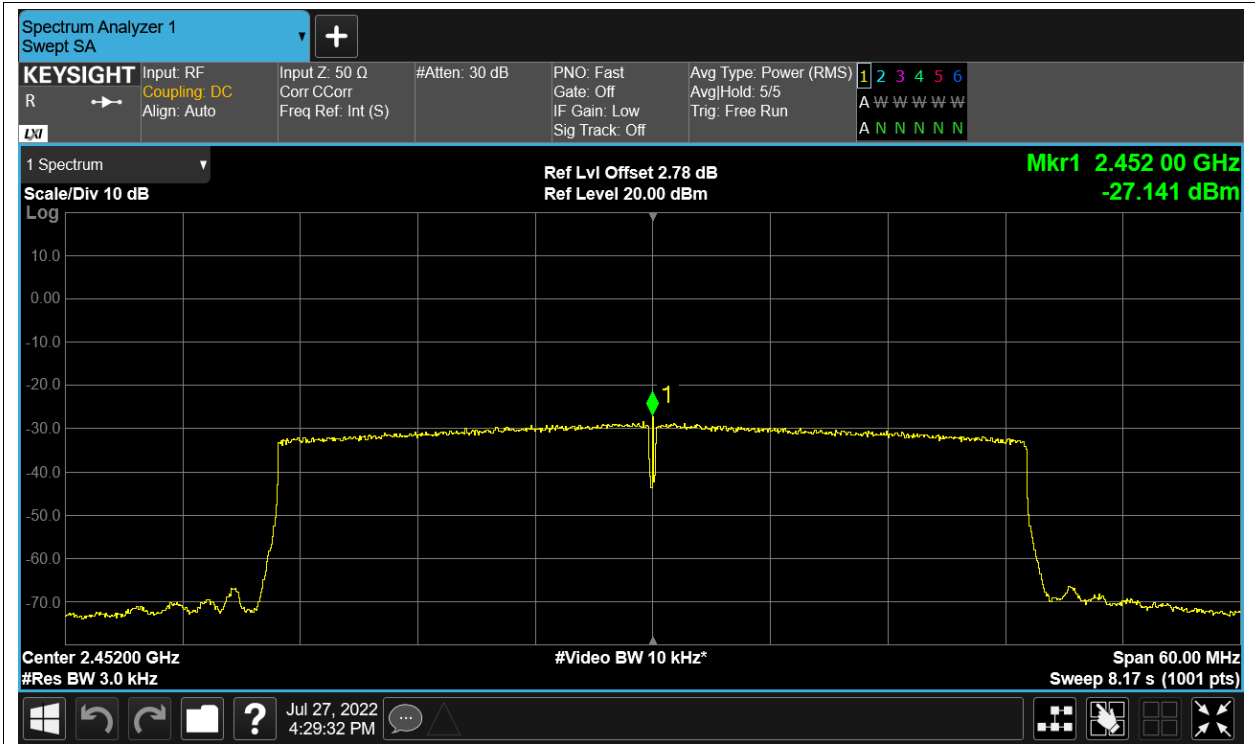 Spectrum Analyzer 1
Swept SA
KEYSIGHT
R
LXI
Input: RF
Coupling: DC
Align: Auto
Input Z: 50 Ω
Corr CCorr
Freq Ref: Int (S)
#Atten: 30 dB
PNO: Fast
Gate: Off
IF Gain: Low
Sig Track: Off
Avg Type: Power (RMS)
Avg|Hold: 5/5
Trig: Free Run
1 2 3 4 5 6
A W W W W W
A N N N N N
1 Spectrum
Scale/Div 10 dB
Log
Ref Lvl Offset 2.78 dB
Ref Level 20.00 dBm
Mkr1 2.452 00 GHz
-27.141 dBm
10.0
0.00
-10.0
-20.0
-30.0
-40.0
-50.0
-60.0
-70.0
1
Center 2.45200 GHz
#Res BW 3.0 kHz
#Video BW 10 kHz*
Span 60.00 MHz
Sweep 8.17 s (1001 pts)
?
Jul 27, 2022
4:29:32 PM